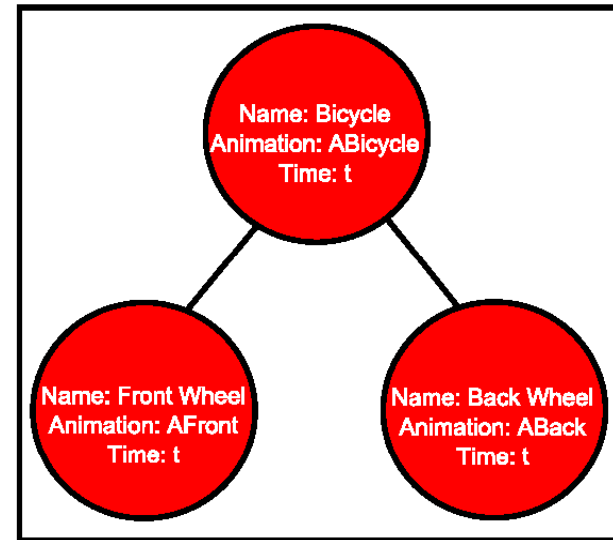 Name: Bicycle
Animation: ABicycle
Time: t
Name: Front Wheel
Animation: AFront
Time: t
Name: Back Wheel
Animation: ABack
Time: t